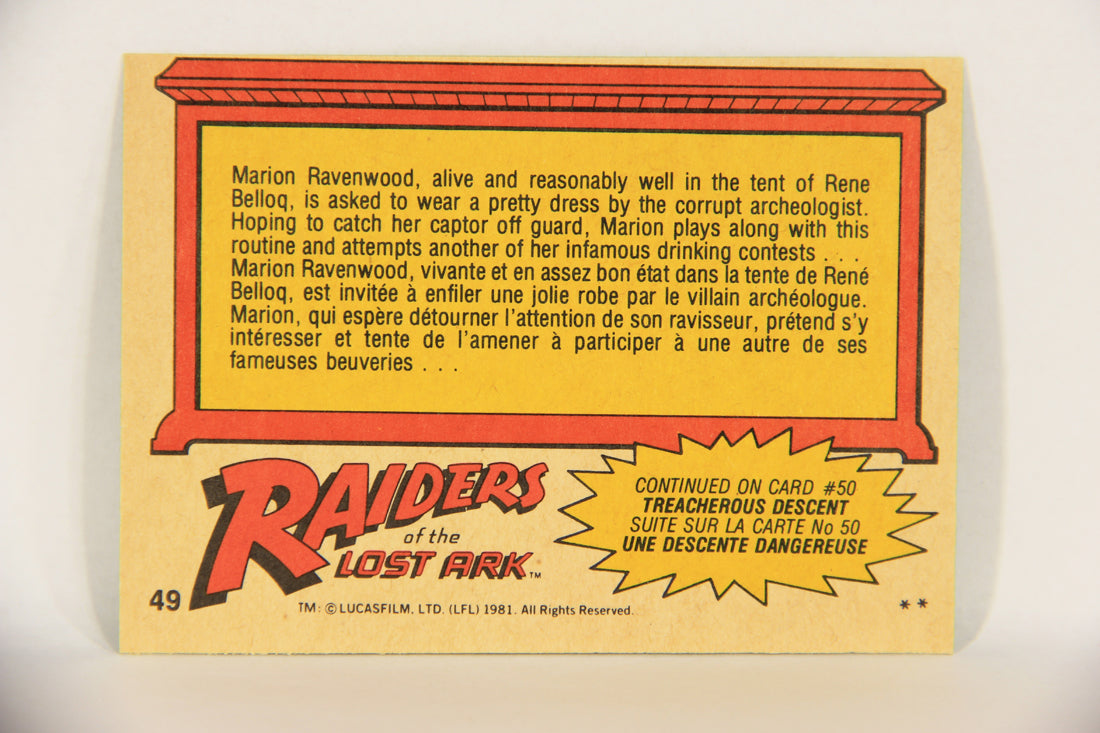 Marion Ravenwood, alive and reasonably well in the tent of Rene
Belloq, is asked to wear a pretty dress by the corrupt archeologist.
Hoping to catch her captor off guard, Marion plays along with this
routine and attempts another of her infamous drinking contests . . .
Marion Ravenwood, vivante et en assez bon état dans la tente de René
Belloq, est invitée à enfiler une jolie robe par le villain archéologue.
Marion, qui espère détourner l'attention de son ravisseur, prétend s'y
intéresser et tente de l'amener à participer à une autre de ses
fameuses beuveries . . .
RAIDERS
of the
LOST ARK™
CONTINUED ON CARD #50
TREACHEROUS DESCENT
SUITE SUR LA CARTE No 50
UNE DESCENTE DANGEREUSE
49
TM: © LUCASFILM, LTD. (LFL) 1981. All Rights Reserved.
* *